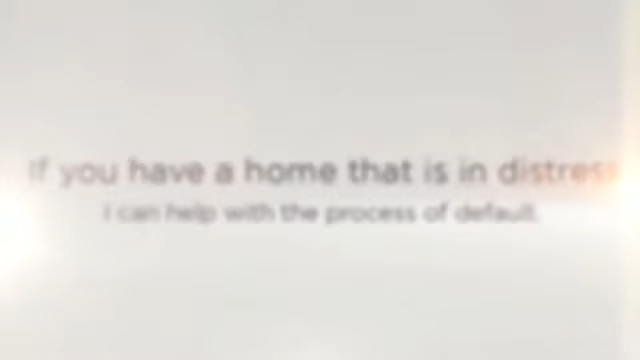 If you have a home that is in distress
I can help with the process of default.